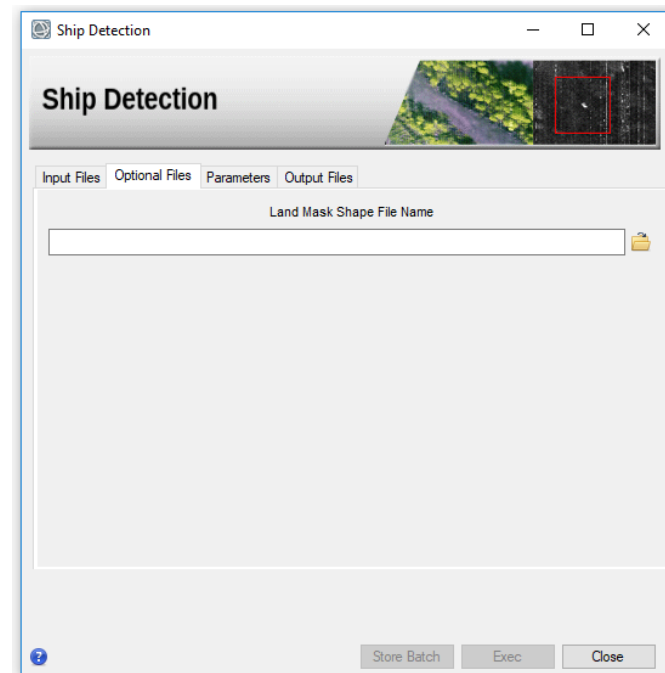 Ship Detection
Ship Detection
Input Files Optional Files Parameters Output Files
Land Mask Shape File Name
Store Batch Exec Close